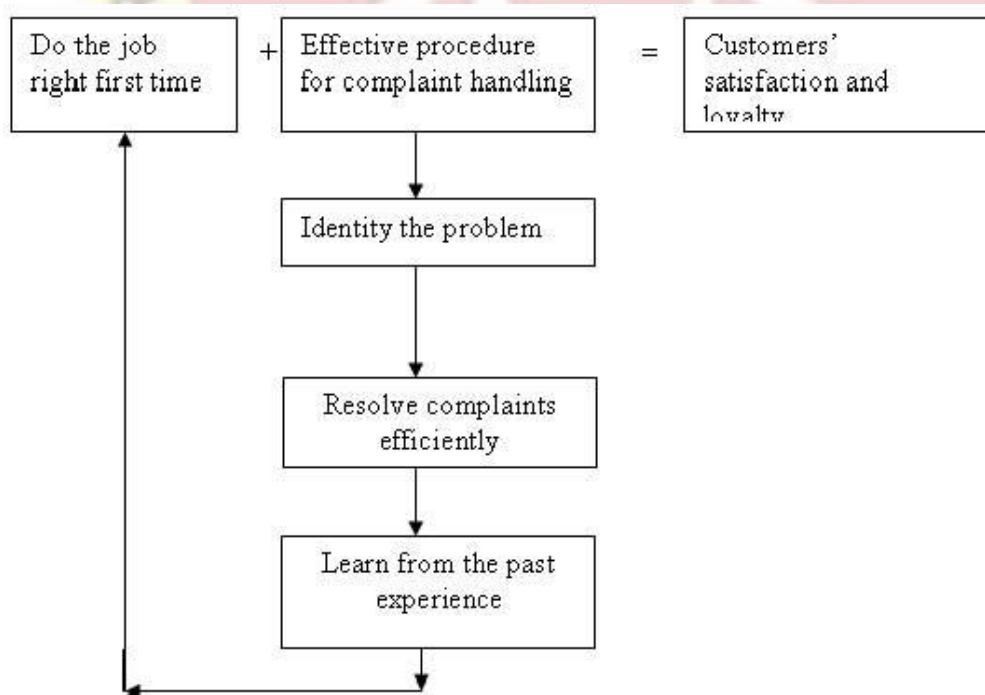 Do the job
right first time
+
Effective procedure
for complaint handling
=
Customers’
satisfaction and
loyalty
Identity the problem
Resolve complaints
efficiently
Learn from the past
experience